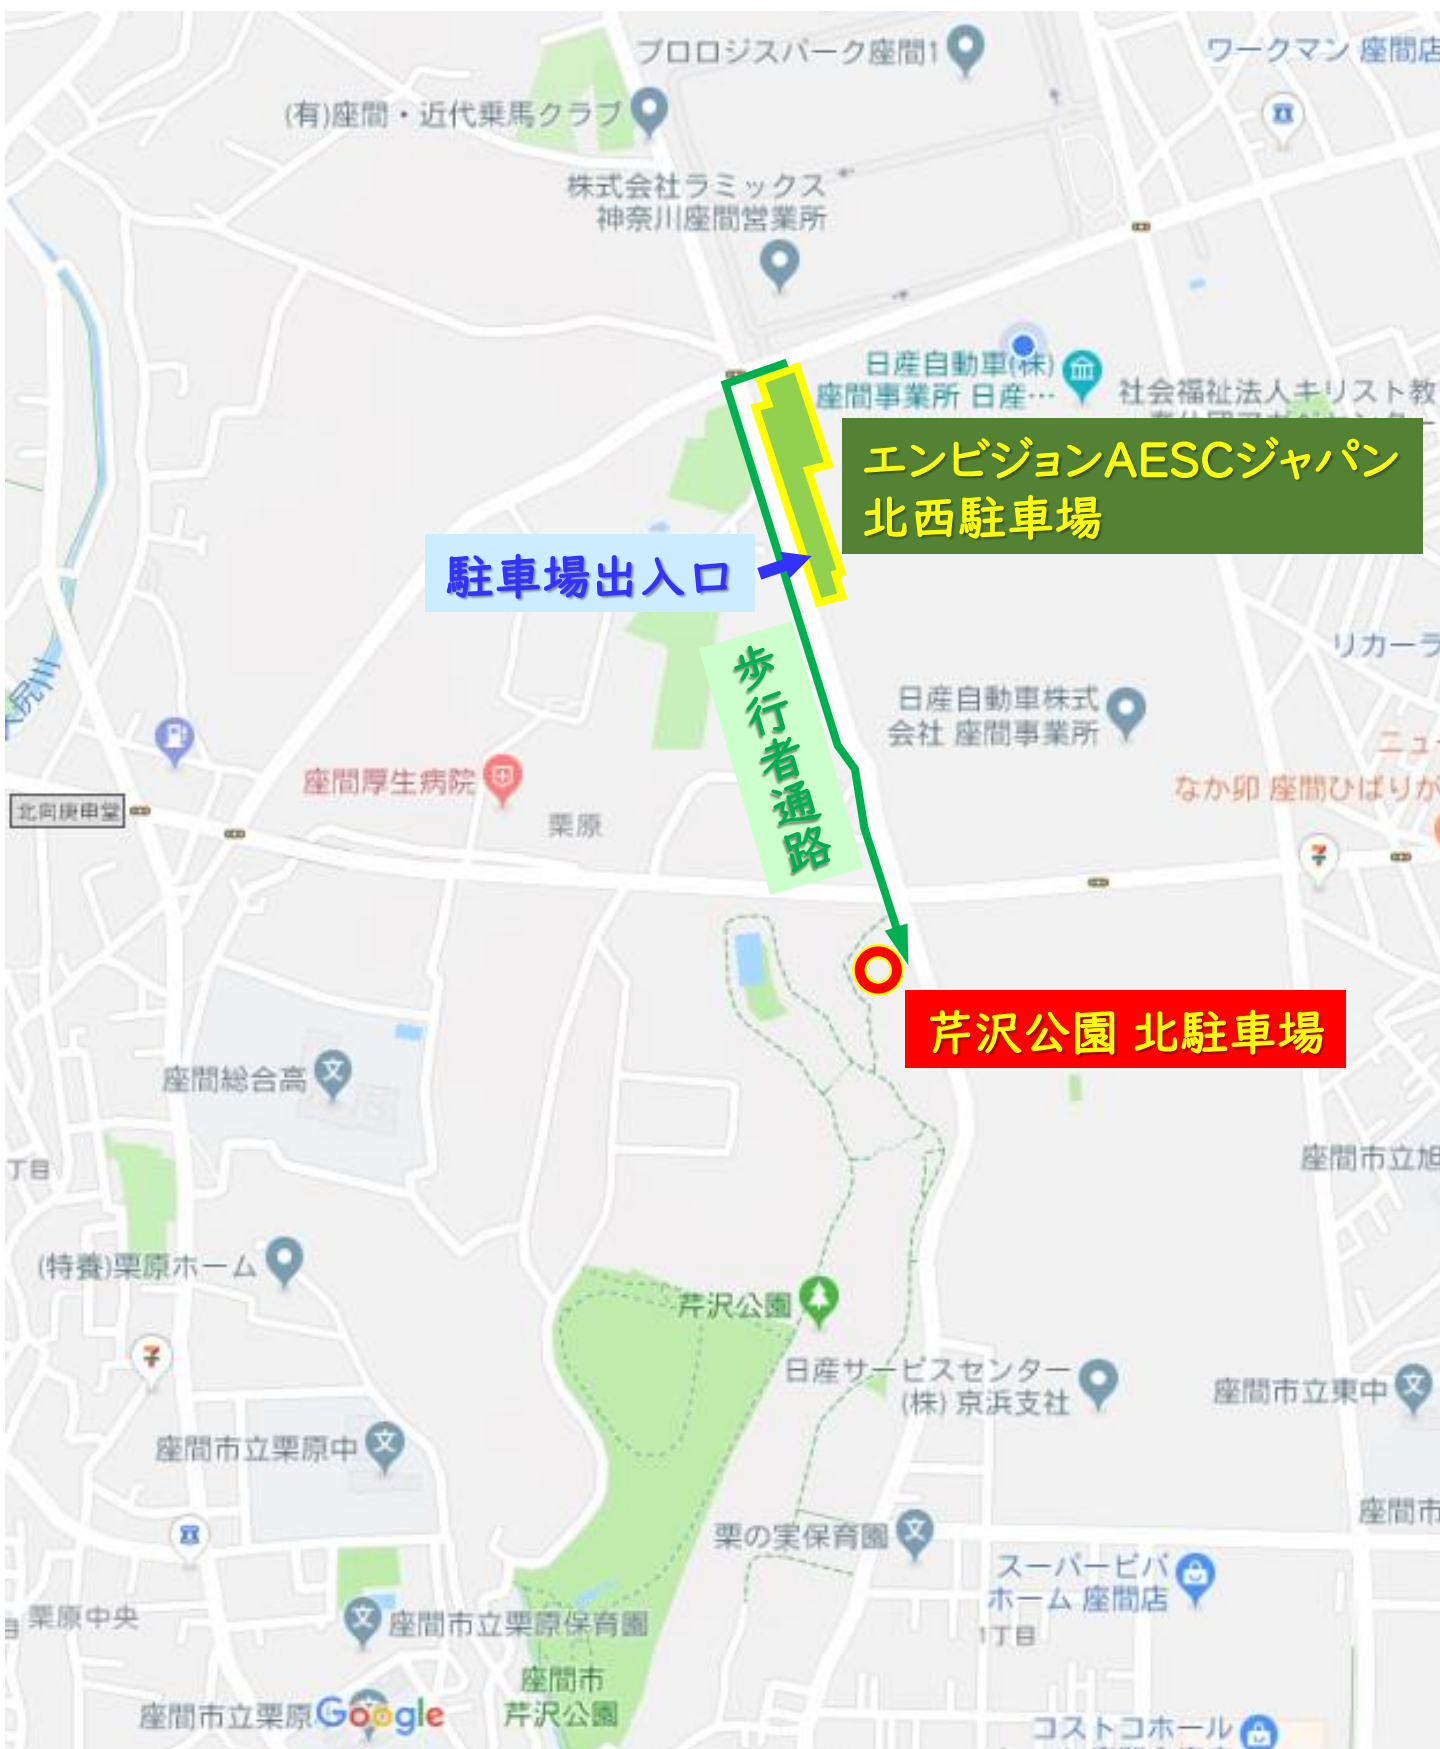 プロロジスパーク座間1
ワークマン 座間店
(有)座間・近代乗馬クラブ
株式会社ラミックス
神奈川座間営業所
日産自動車(株)
座間事業所 日産…
社会福祉法人キリスト教
エンビジョンAESCジャパン
北西駐車場
駐車場出入口
歩行者通路
リカーラ
日産自動車株式
会社 座間事業所
ニュー
なか卯 座間ひばりが
座間厚生病院
北向庚申堂
栗原
芹沢公園 北駐車場
座間総合高
丁目
座間市立旭
(特養)栗原ホーム
芹沢公園
日産サービスセンター
(株) 京浜支社
座間市立東中
座間市立栗原中
座間市
栗の実保育園
スーパービバ
ホーム 座間店
1丁目
栗原中央
目
座間市立栗原保育園
座間市
芹沢公園
座間市立栗原
Google
コストコホール